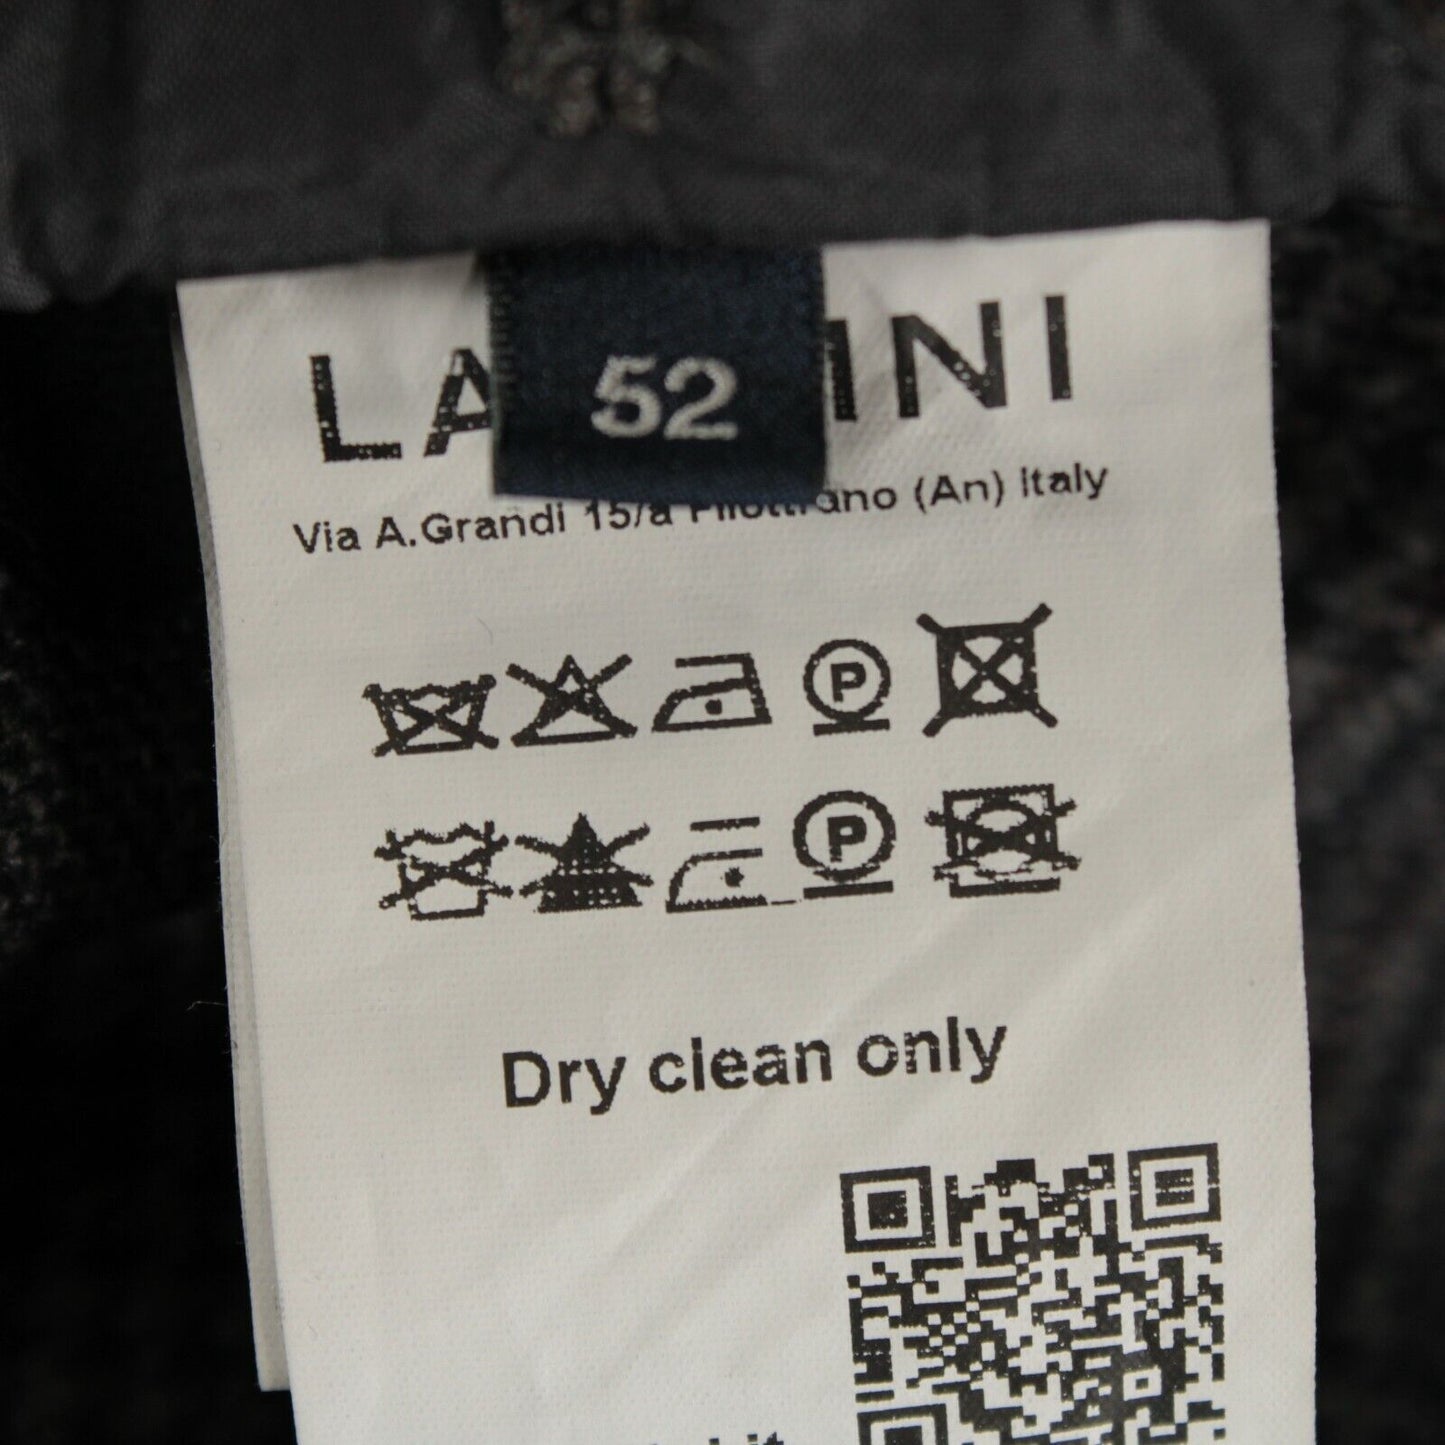 52
Via A.Grandi 15/a Filottrano (An) Italy
P
P
Dry clean only